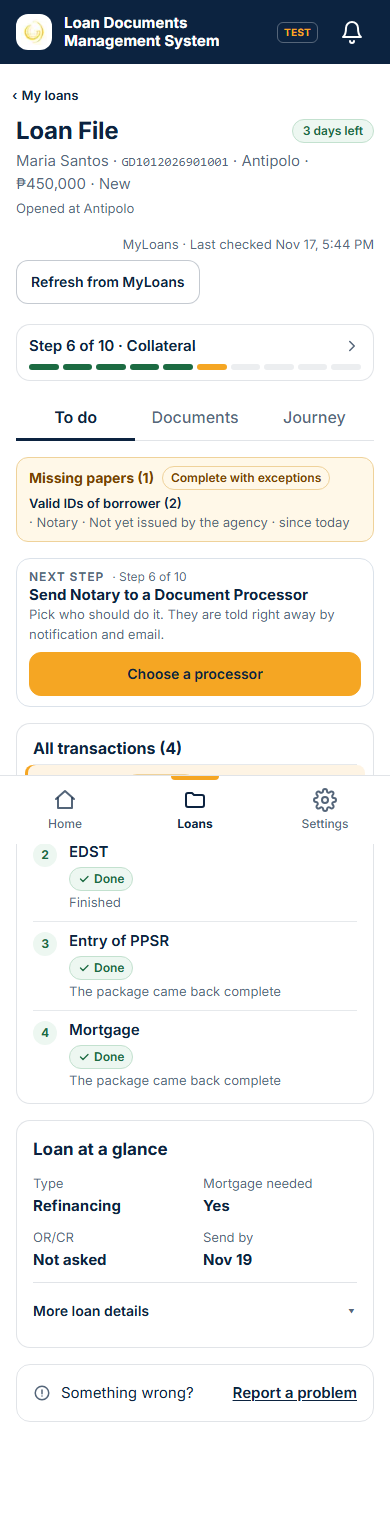 Loan Documents
Management System
TEST
‹ My loans
Loan File
3 days left
Maria Santos · GD1012026901001 · Antipolo ·
₱450,000 · New
Opened at Antipolo
MyLoans · Last checked Nov 17, 5:44 PM
Refresh from MyLoans
Step 6 of 10 · Collateral
To do
Documents
Journey
Missing papers (1)
Complete with exceptions
Valid IDs of borrower (2)
· Notary · Not yet issued by the agency · since today
NEXT STEP · Step 6 of 10
Send Notary to a Document Processor
Pick who should do it. They are told right away by
notification and email.
Choose a processor
All transactions (4)
Home
Loans
Settings
2 EDST
Done
Finished
3 Entry of PPSR
Done
The package came back complete
4 Mortgage
Done
The package came back complete
Loan at a glance
Type
Refinancing
Mortgage needed
Yes
OR/CR
Not asked
Send by
Nov 19
More loan details
Something wrong?
Report a problem